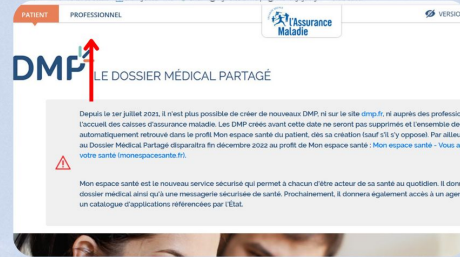 PATIENT PROFESSIONNEL l'Assurance Maladie VERSIO
DMP LE DOSSIER MÉDICAL PARTAGÉ
Depuis le 1er juillet 2021, il n'est plus possible de créer de nouveaux DMP, ni sur le site dmp.fr, ni auprès des professio
l'accueil des caisses d'assurance maladie. Les DMP créés avant cette date ne seront pas supprimés et l'ensemble de
automatiquement retrouvé dans le profil Mon espace santé du patient, dès sa création (sauf s'il s'y oppose). Par ailleu
au Dossier Médical Partagé disparaitra fin décembre 2022 au profit de Mon espace santé : Mon espace santé - Vous a
votre santé (monespacesante.fr).
Mon espace santé est le nouveau service sécurisé qui permet à chacun d'être acteur de sa santé au quotidien. Il donn
dossier médical ainsi qu'à une messagerie sécurisée de santé. Prochainement, il donnera également accès à un agen
un catalogue d'applications référencées par l'État.